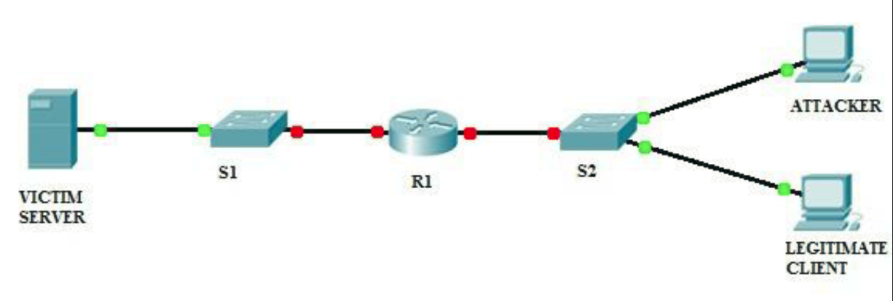 VICTIM
SERVER
S1
R1
S2
ATTACKER
LEGITIMATE
CLIENT